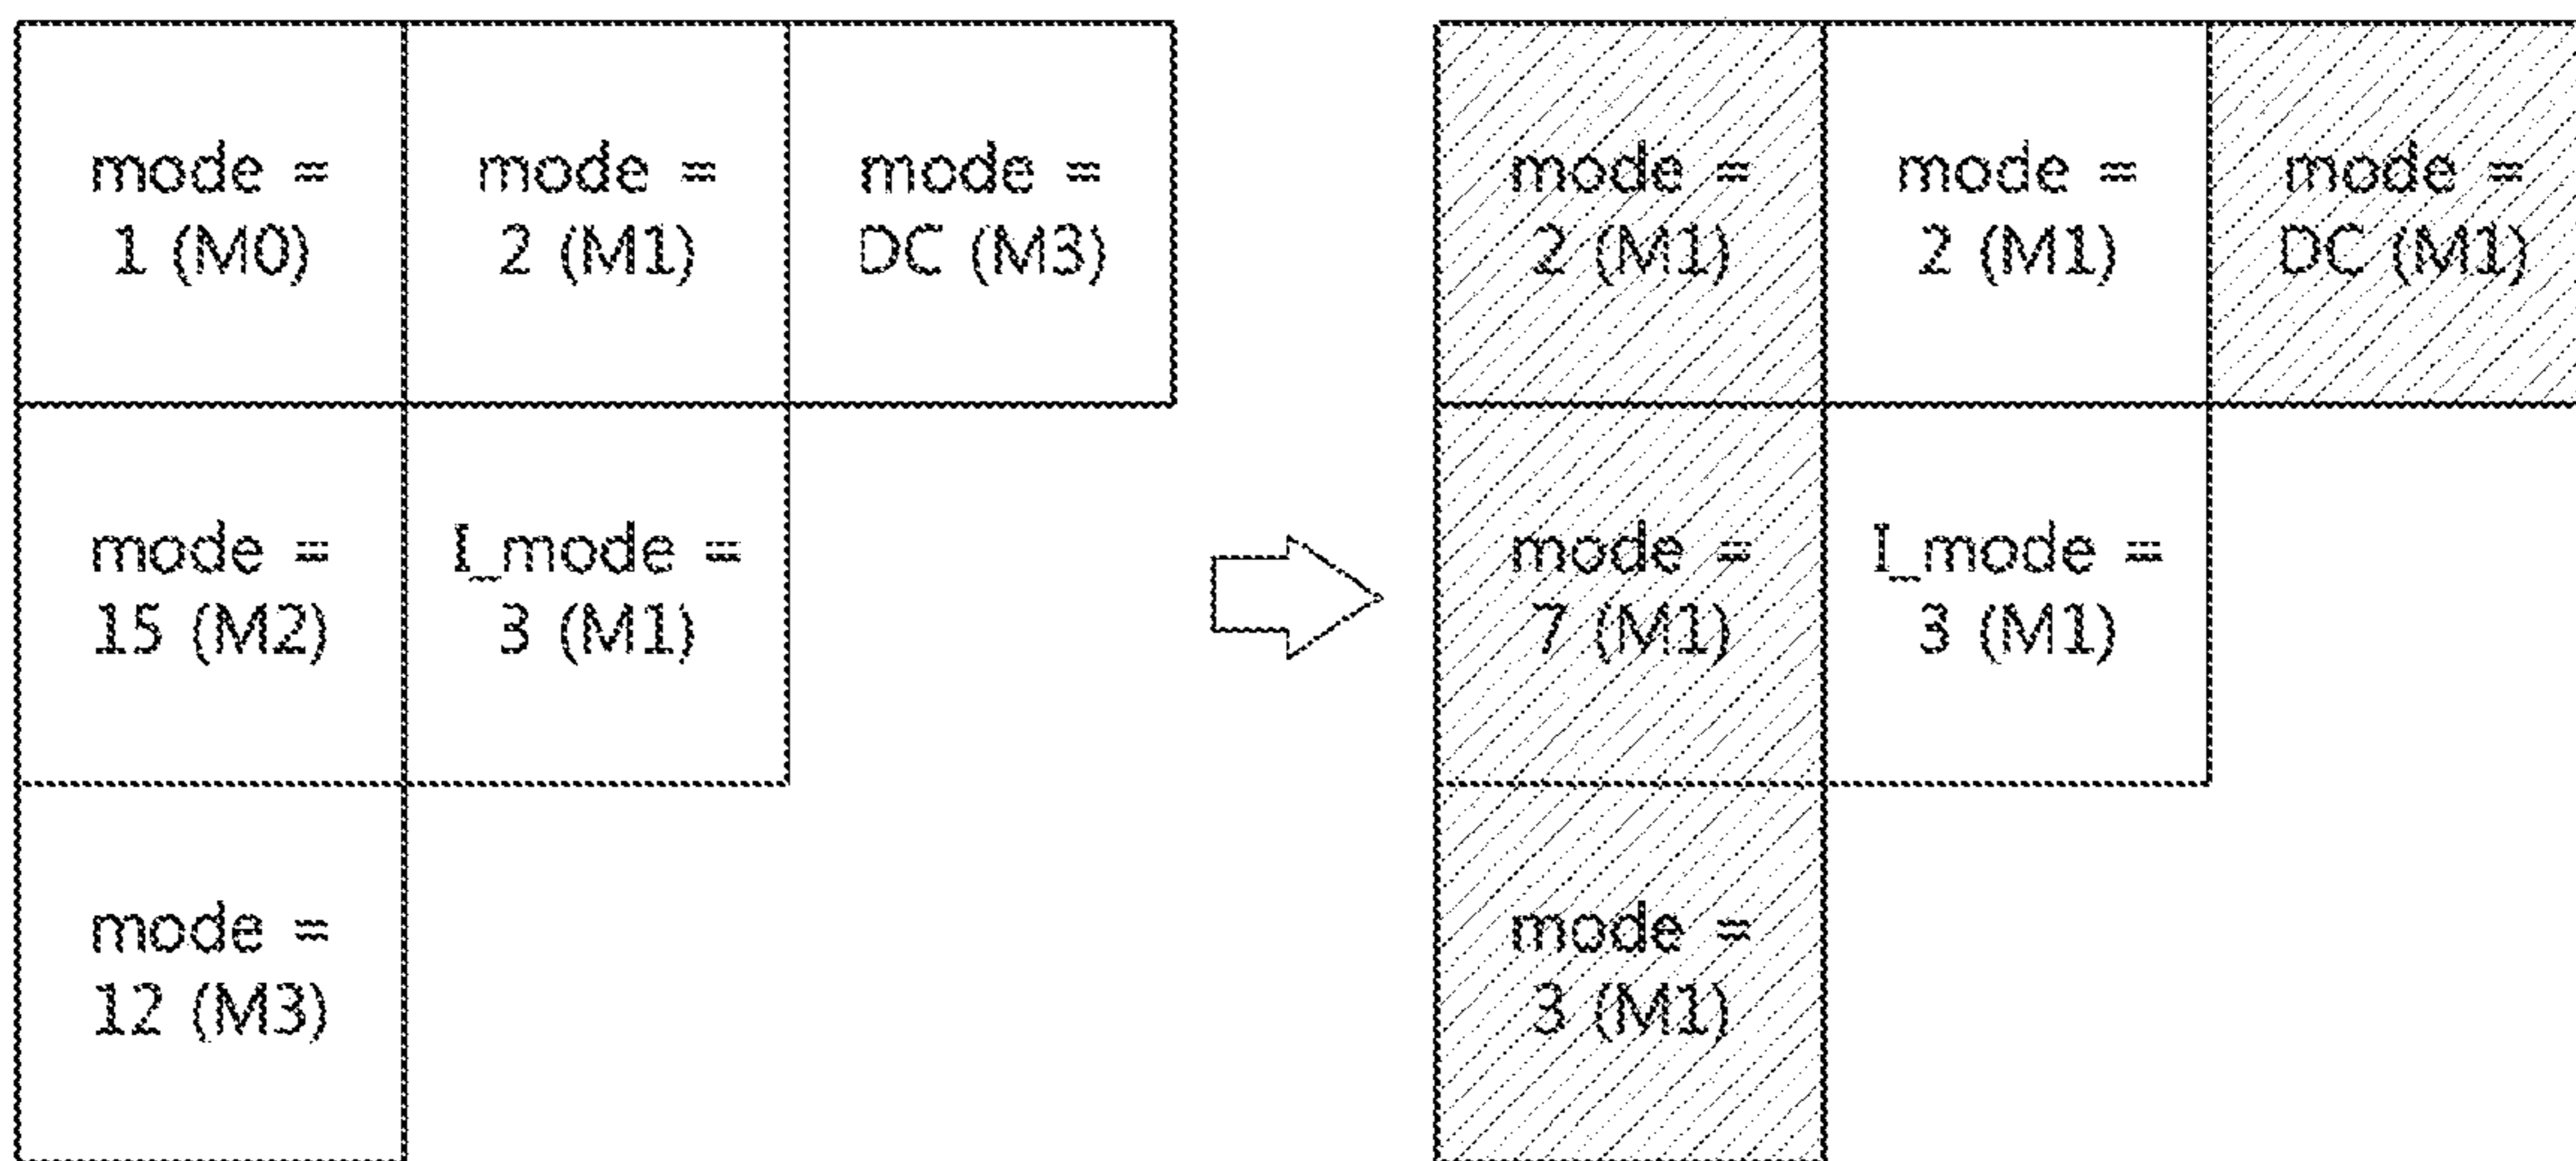 mode =
1 (M0)
mode =
2 (M1)
mode =
DC (M3)
mode =
15 (M2)
I_mode =
3 (M1)
mode =
12 (M3)
mode =
2 (M1)
mode =
2 (M1)
mode =
DC (M1)
mode =
7 (M1)
I_mode =
3 (M1)
mode =
3 (M1)